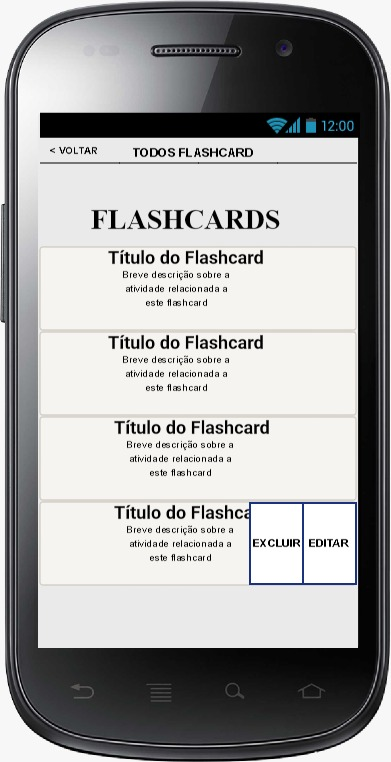 12:00
< VOLTAR TODOS FLASHCARD
FLASHCARDS
Título do Flashcard
Breve descrição sobre a
atividade relacionada a
este flashcard
Título do Flashcard
Breve descrição sobre a
atividade relacionada a
este flashcard
Título do Flashcard
Breve descrição sobre a
atividade relacionada a
este flashcard
Título do Flashca
Breve descrição sobre a
atividade relacionada a
este flashcard
EXCLUIR EDITAR